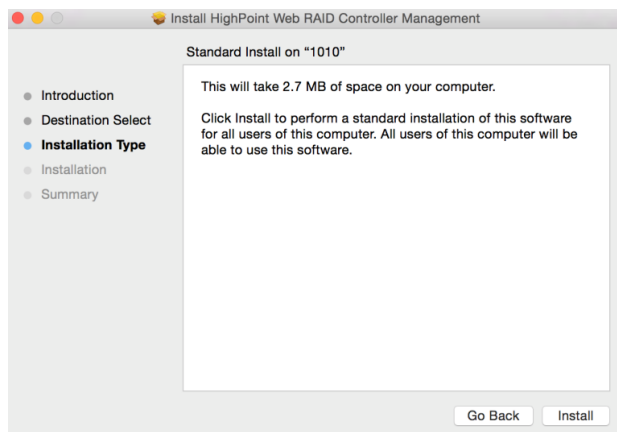 Install HighPoint Web RAID Controller Management
Standard Install on “1010”
Introduction
Destination Select
Installation Type
Installation
Summary
This will take 2.7 MB of space on your computer.
Click Install to perform a standard installation of this software
for all users of this computer. All users of this computer will be
able to use this software.
Go Back
Install